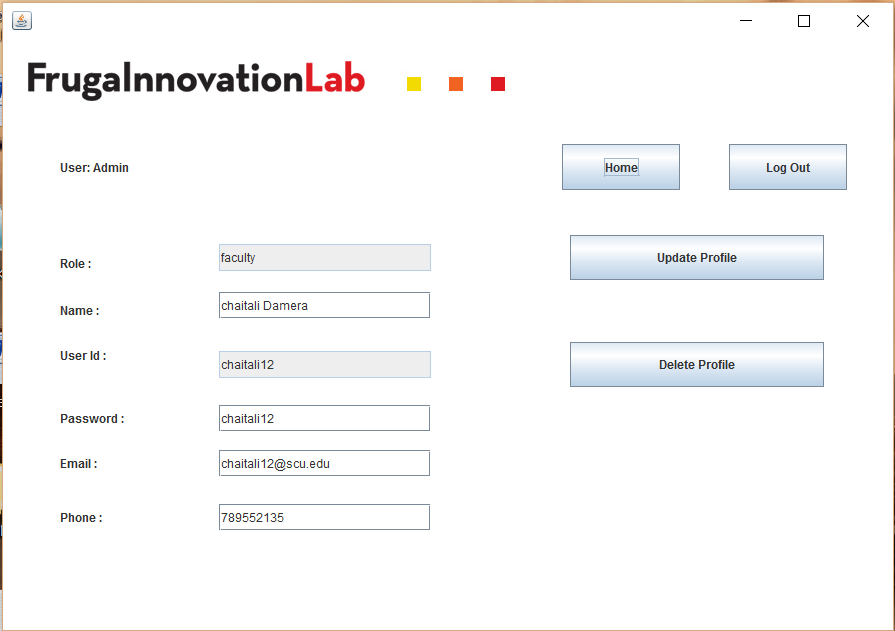 FrugalnnovationLab
User: Admin
Home
Log Out
Role :
faculty
Update Profile
Name :
chaitali Damera
User Id :
chaitali12
Delete Profile
Password :
chaitali12
Email :
chaitali12@scu.edu
Phone :
789552135